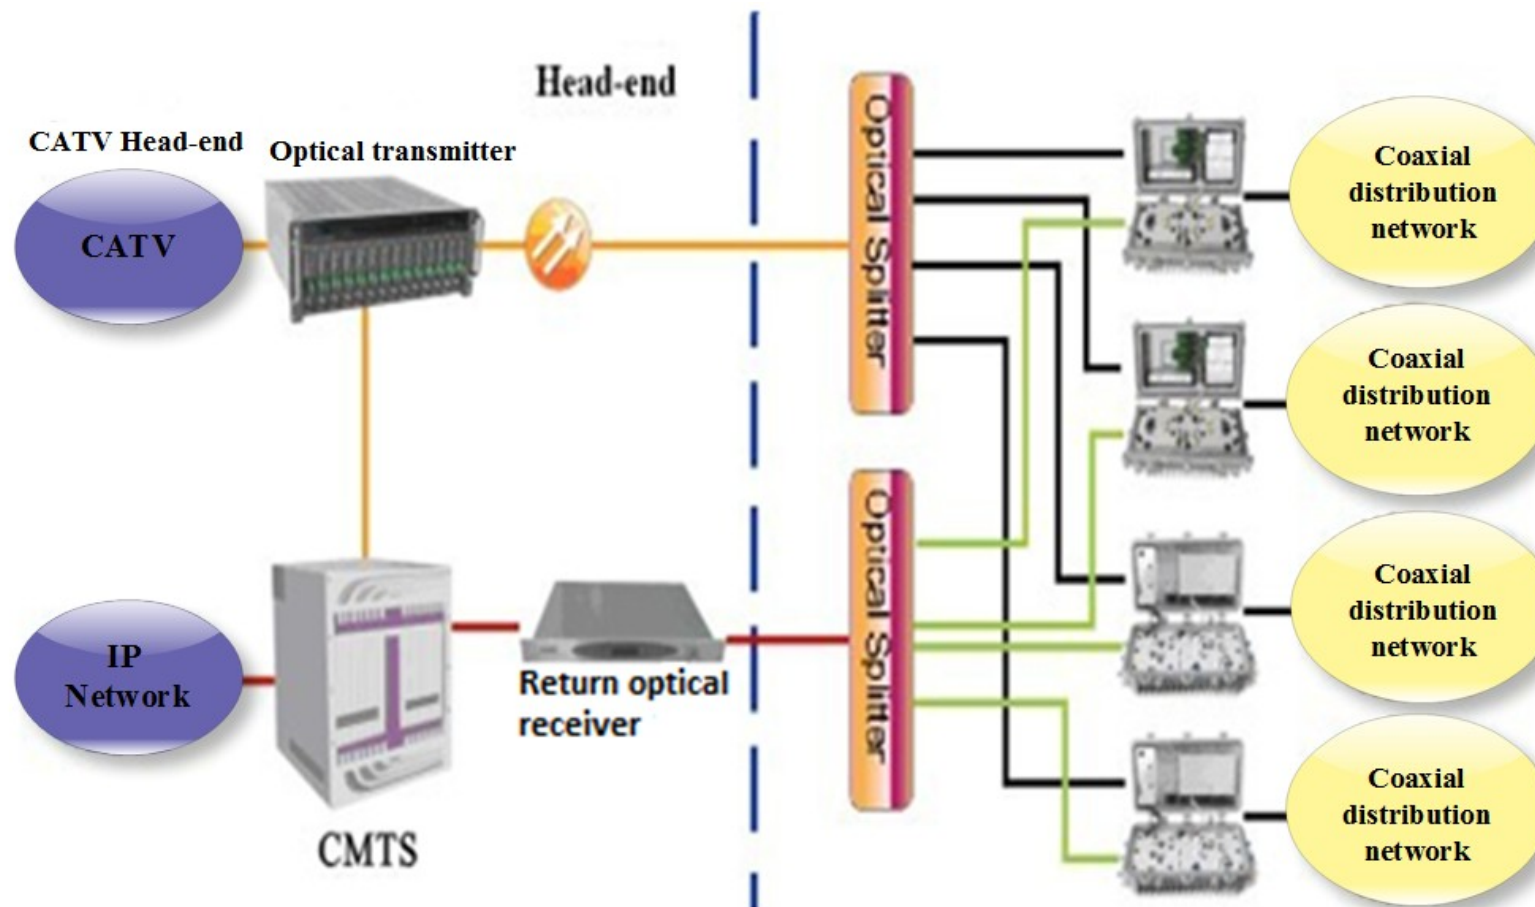 Head-end
CATV Head-end
Optical transmitter
CATV
Optical Splitter
Coaxial
distribution
network
Coaxial
distribution
network
Optical Splitter
IP
Network
Return optical
receiver
CMTS
Coaxial
distribution
network
Coaxial
distribution
network